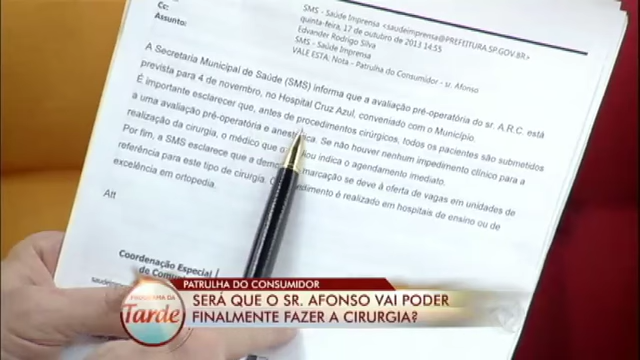 Cc:
Assunto:
SMS - Saúde Imprensa <saudeimprensa@PREFEITURA.SP.GOV.BR>
quinta-feira, 17 de outubro de 2013 14:55
Edvander Rodrigo Silva
SMS - Saúde Imprensa
VALE ESTA: Nota - Patrulha do Consumidor - sr. Afonso
A Secretaria Municipal de Saúde (SMS) informa que a avaliação pré-operatória do sr. A.R.C. está
prevista para 4 de novembro, no Hospital Cruz Azul, conveniado com o Município.
É importante esclarecer que, antes de procedimentos cirúrgicos, todos os pacientes são submetidos
a uma avaliação pré-operatória e. Se não houver nenhum impedimento clínico para a
realização da cirurgia, o médico que indica o agendamento imediato.
Por fim, a SMS esclarece que a marcação se deve à oferta de vagas em unidades de
referência para este tipo de cirurgia. O é realizado em hospitais de ensino ou de
excelência em ortopedia.
Att
Coordenação Especial
PATRULHA DO CONSUMIDOR
PROGRAMA DA
Tarde
SERÁ QUE O SR. AFONSO VAI PODER
FINALMENTE FAZER A CIRURGIA?